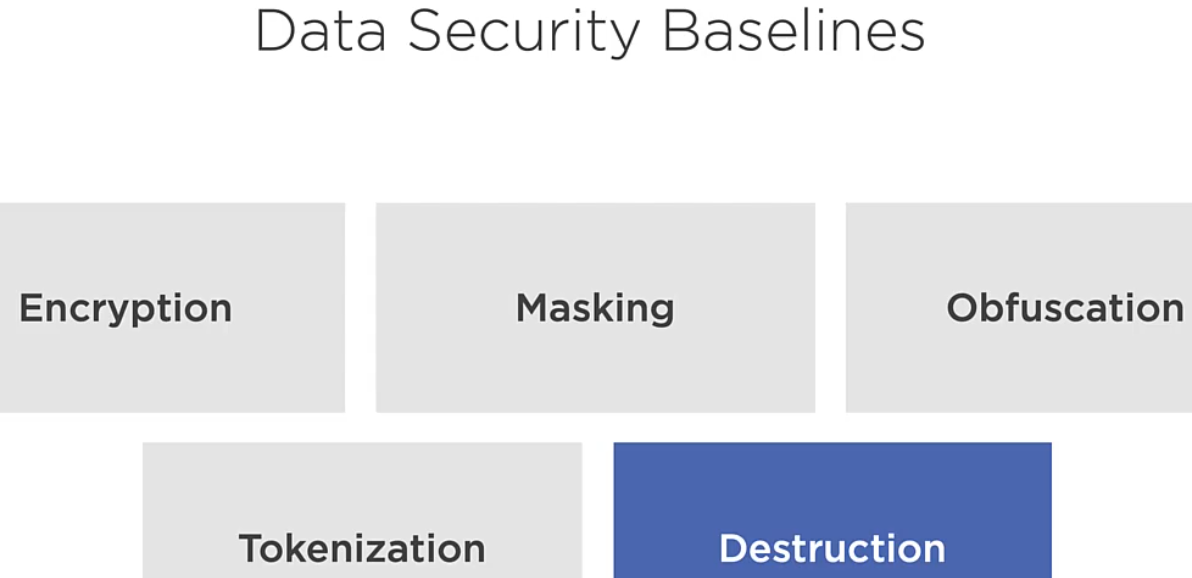 Data Security Baselines
Encryption
Masking
Obfuscation
Tokenization
Destruction